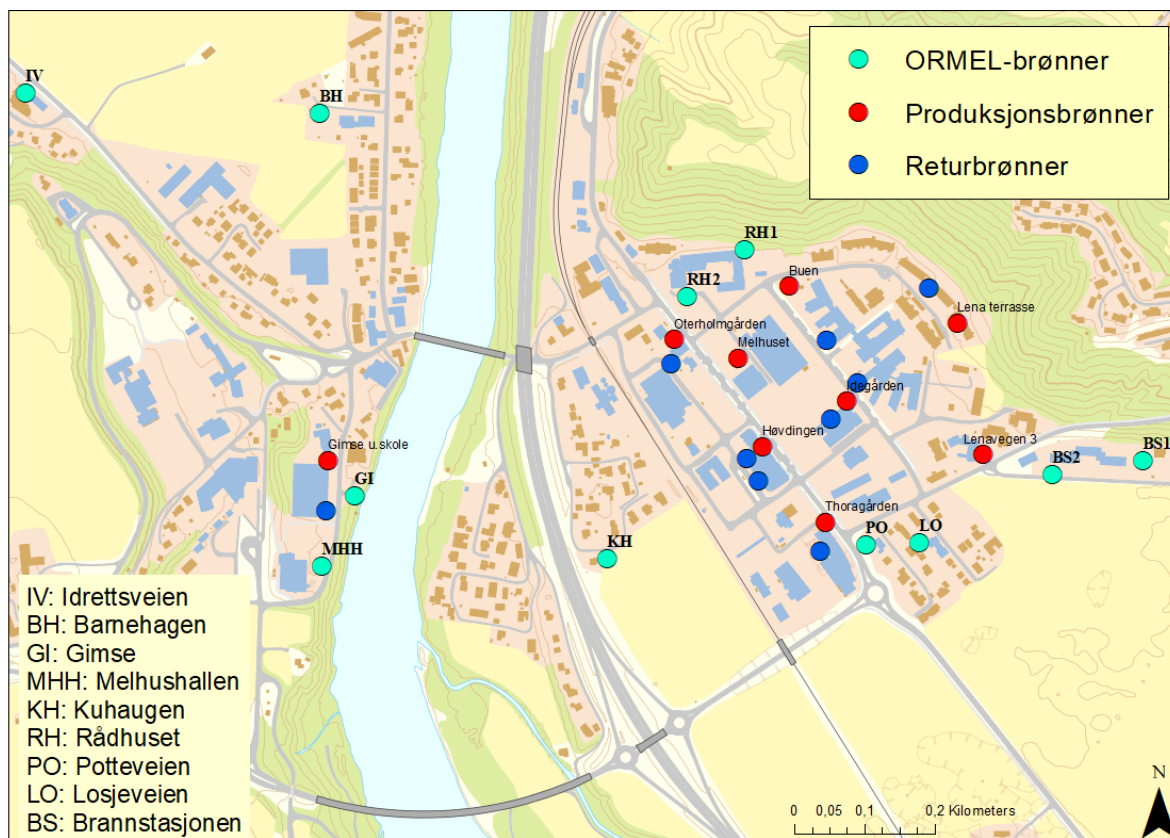 IV
BH
ORMEL-brønner
Produksjonsbrønner
Returbrønner
RH1
RH2
Buen
Lena terrasse
Oterholmgården
Melhuset
Idegården
Gimse u.skole
Høvdingen
Lenavegen 3
BS1
BS2
GI
Thoragården
PO
LO
KH
MHH
IV: Idrettsveien
BH: Barnehagen
GI: Gimse
MHH: Melhushallen
KH: Kuhaugen
RH: Rådhuset
PO: Potteveien
LO: Losjeveien
BS: Brannstasjonen
N
0 0,05 0,1 0,2 Kilometers